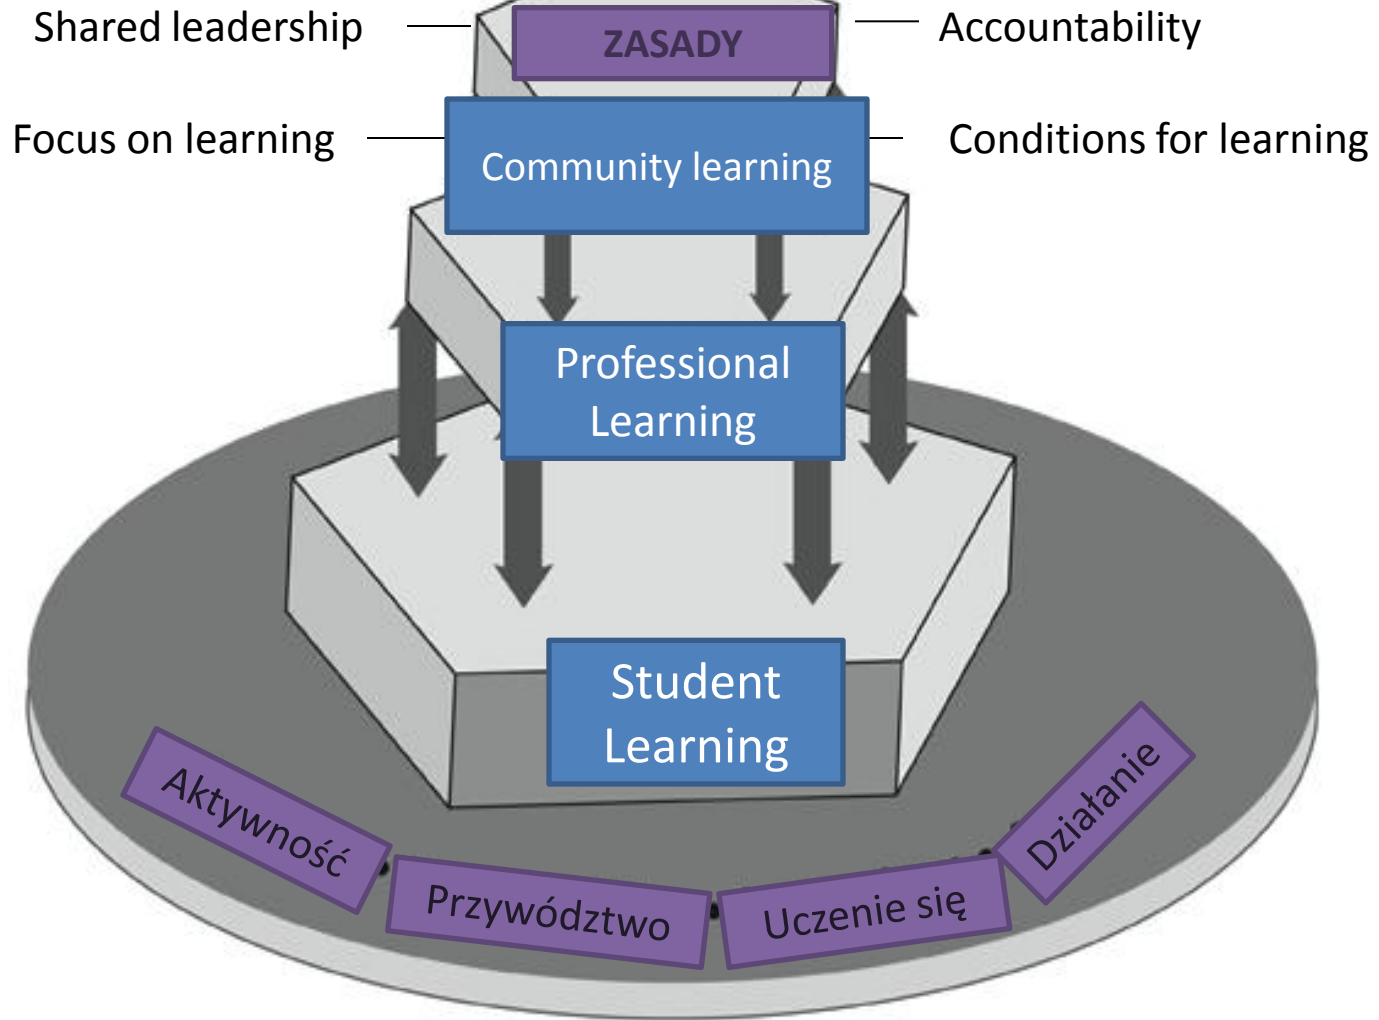 Shared leadership
ZASADY
Accountability
Focus on learning
Community learning
Conditions for learning
Professional
Learning
Student
Learning
Aktywność
Przywództwo
Uczenie się
Działanie